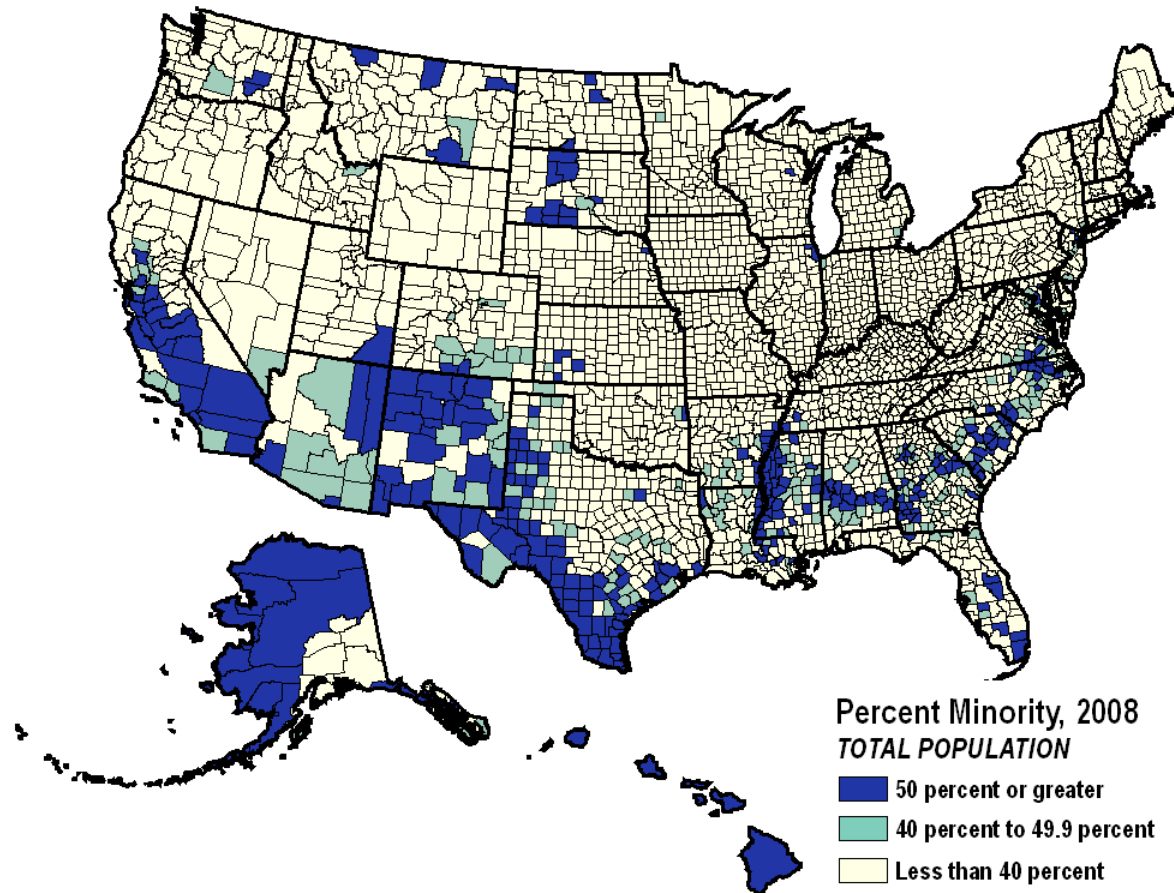 Percent Minority, 2008
TOTAL POPULATION
50 percent or greater
40 percent to 49.9 percent
Less than 40 percent